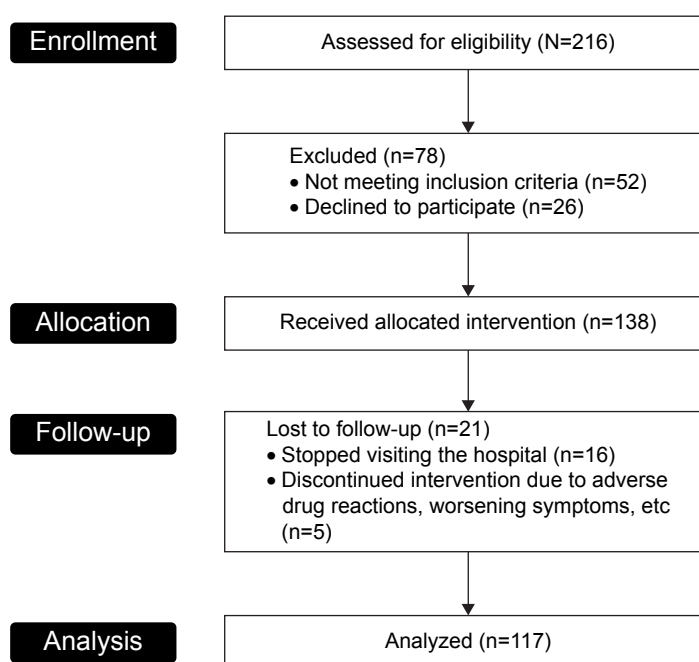 Enrollment
Assessed for eligibility (N=216)
Excluded (n=78)
• Not meeting inclusion criteria (n=52)
• Declined to participate (n=26)
Allocation
Received allocated intervention (n=138)
Follow-up
Lost to follow-up (n=21)
• Stopped visiting the hospital (n=16)
• Discontinued intervention due to adverse
drug reactions, worsening symptoms, etc
(n=5)
Analysis
Analyzed (n=117)